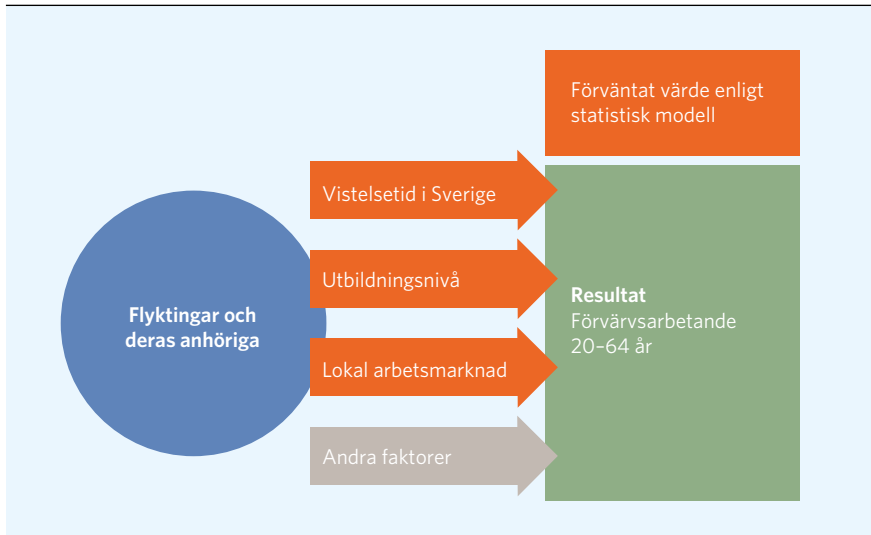 Förväntat värde enligt
statistisk modell
Vistelsetid i Sverige
Utbildningsnivå
Flyktingar och
deras anhöriga
Resultat
Förvärvsarbetande
20–64 år
Lokal arbetsmarknad
Andra faktorer